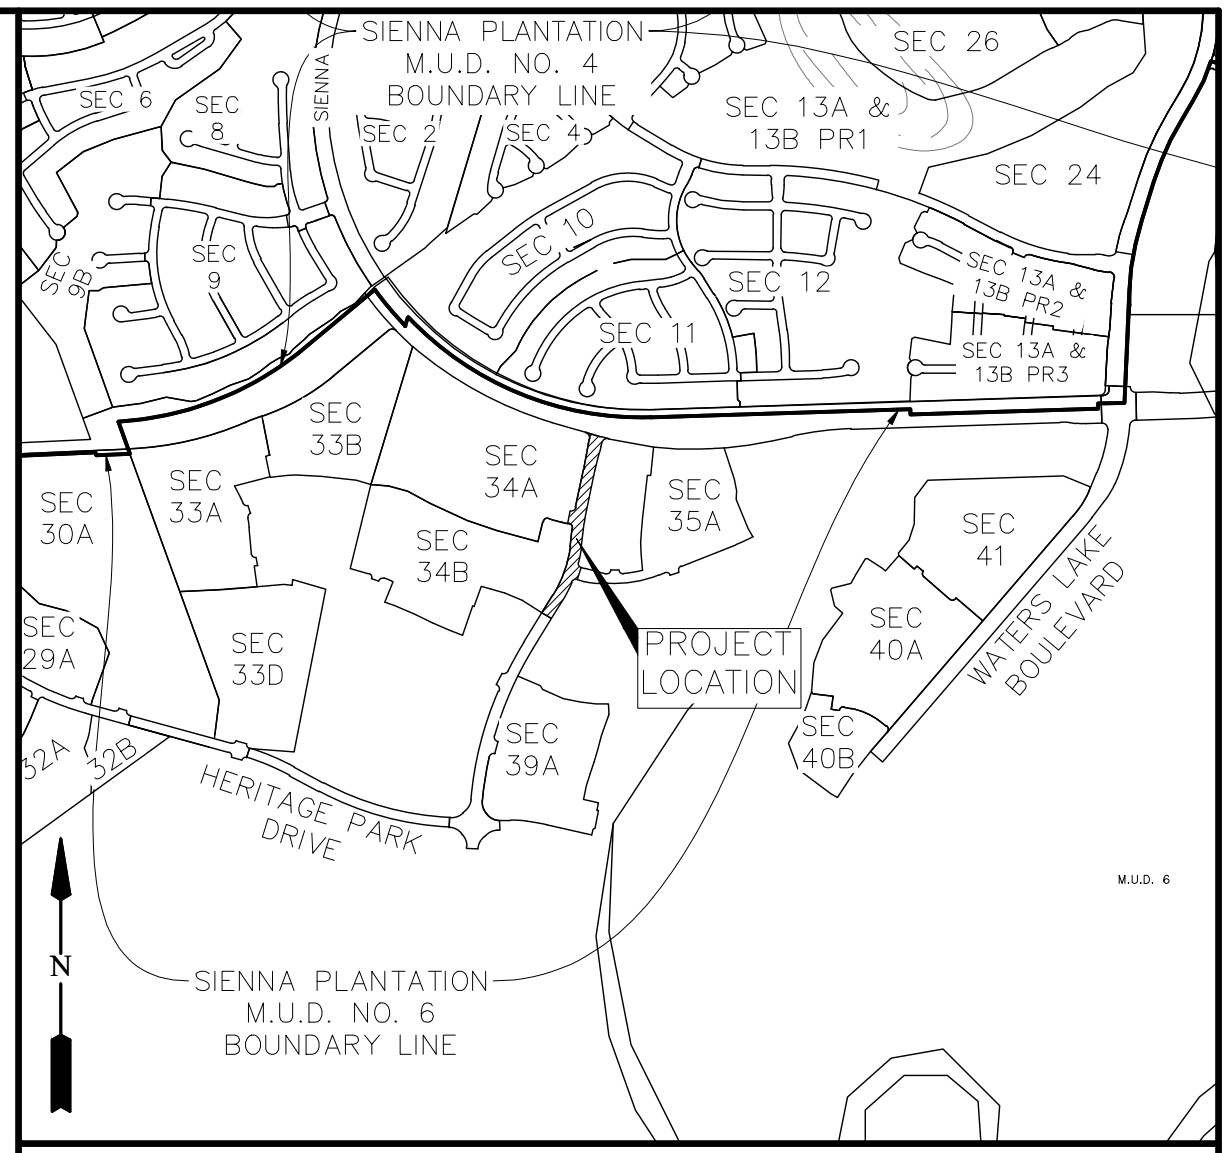 SIENNA PLANTATION
M.U.D. NO. 4
BOUNDARY LINE
SIENNA
SEC 26
SEC 6
SEC
8
SEC 2
SEC 4
SEC 13A &
13B PR1
SEC 24
SEC
9B
SEC
9
SEC 10
SEC 12
SEC 11
SEC 13A &
13B PR2
SEC 13A &
13B PR3
SEC
33B
SEC
34A
SEC
33A
SEC
30A
SEC
35A
SEC
41
SEC
34B
SEC
29A
SEC
33D
SEC
40A
WATERS LAKE
BOULEVARD
PROJECT
LOCATION
SEC
39A
SEC
40B
32A
32B
HERITAGE PARK
DRIVE
M.U.D. 6
N
SIENNA PLANTATION
M.U.D. NO. 6
BOUNDARY LINE